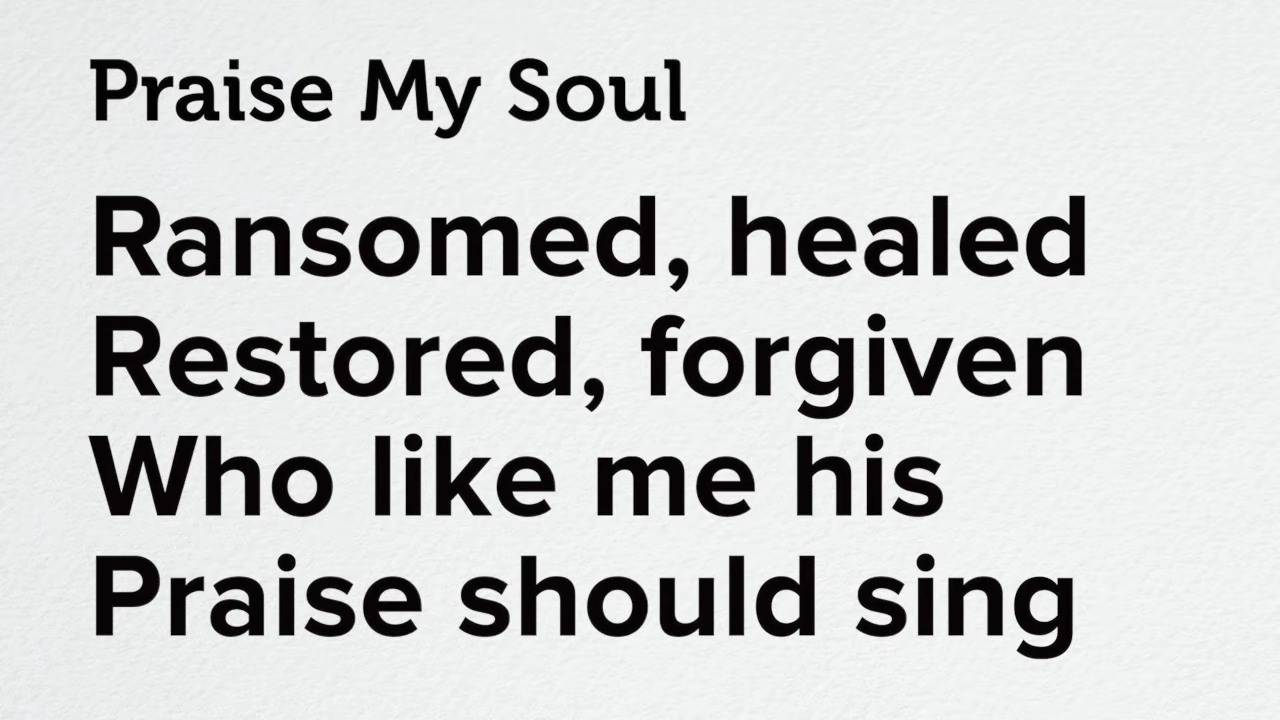 Praise My Soul
Ransomed, healed
Restored, forgiven
Who like me his
Praise should sing